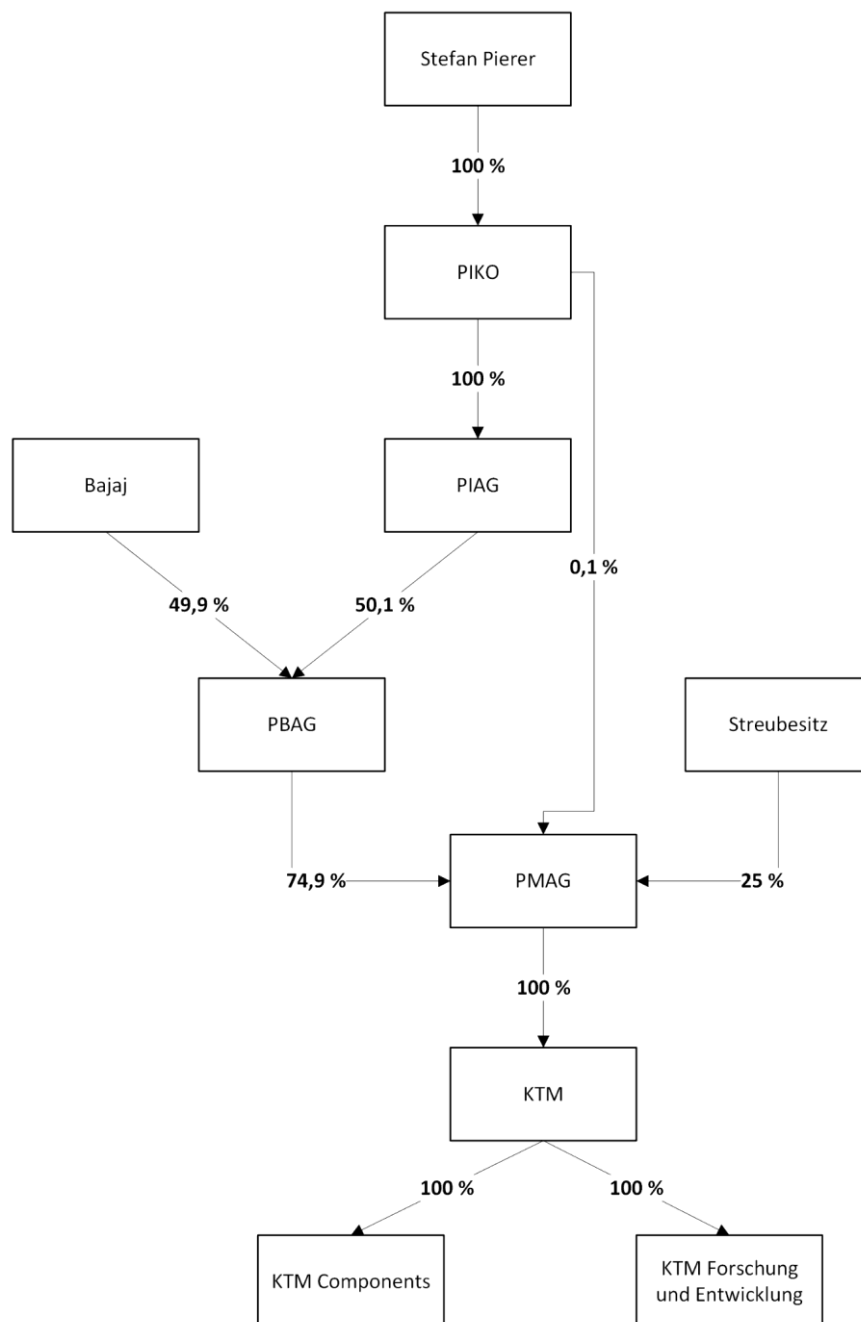 Stefan Pierer
100 %
PIKO
100 %
Bajaj
PIAG
0,1 %
49,9 %
50,1 %
PBAG
Streubesitz
74,9 %
PMAG
25 %
100 %
KTM
100 %
100 %
KTM Components
KTM Forschung
und Entwicklung